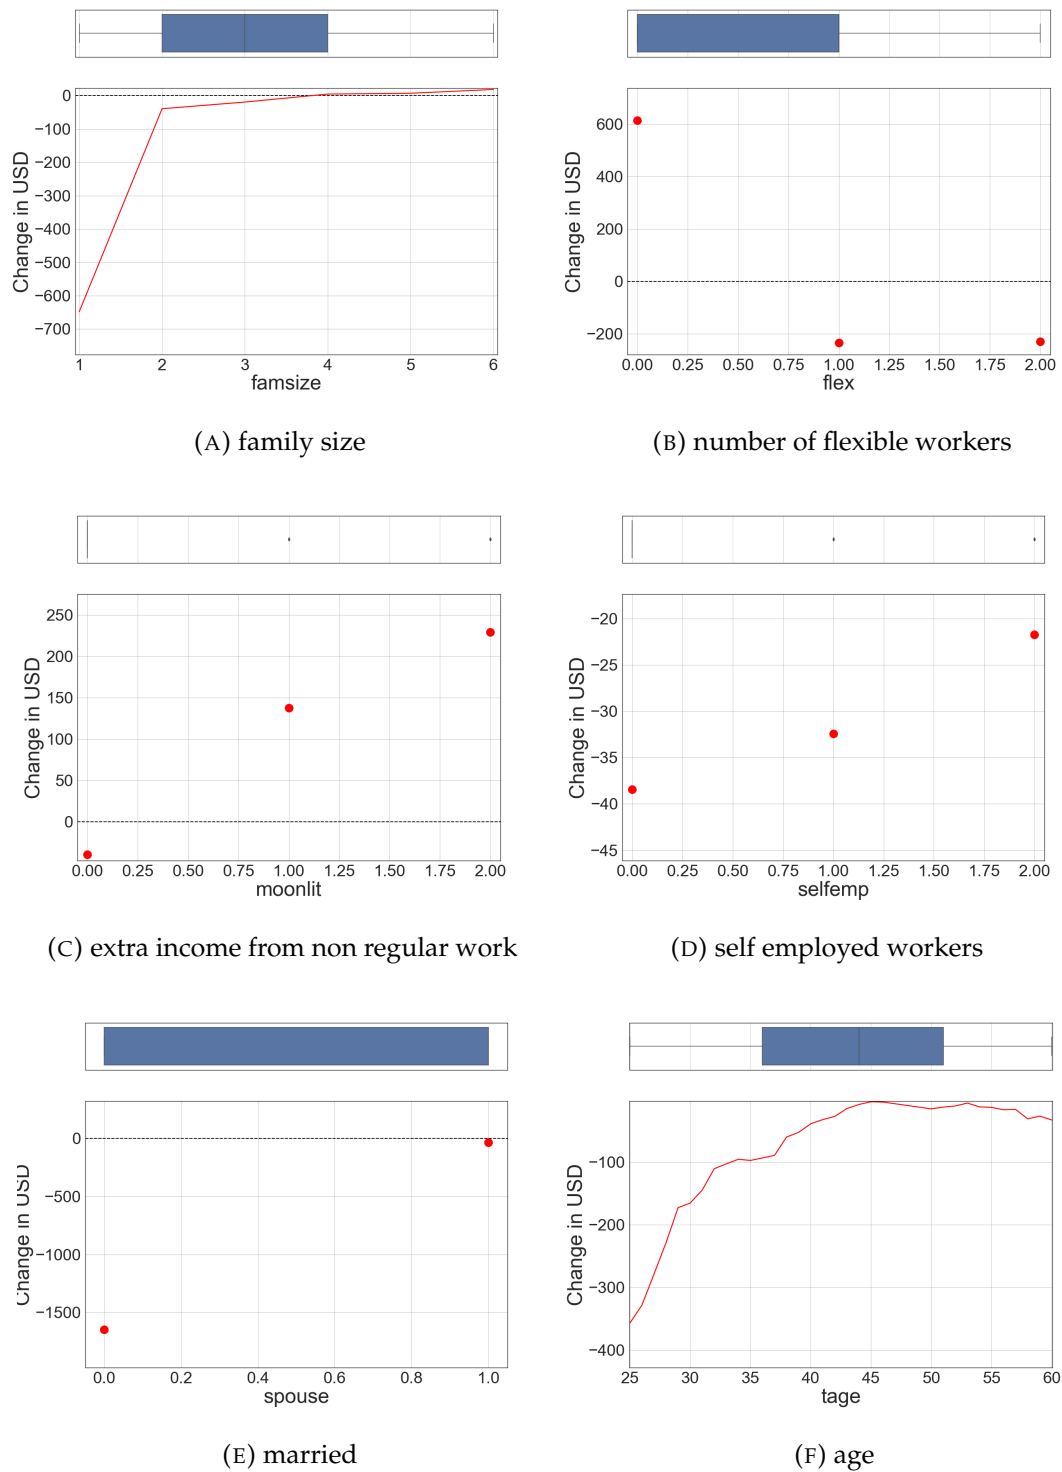 0
−100
−200
−300
−400
−500
−600
−700
Change in USD
1 2 3 4 5 6
famsize
(A) family size
600
400
200
0
−200
Change in USD
0.00 0.25 0.50 0.75 1.00 1.25 1.50 1.75 2.00
flex
(B) number of flexible workers
250
200
150
100
50
0
Change in USD
0.00 0.25 0.50 0.75 1.00 1.25 1.50 1.75 2.00
moonlit
(C) extra income from non regular work
−20
−25
−30
−35
−40
−45
Change in USD
0.00 0.25 0.50 0.75 1.00 1.25 1.50 1.75 2.00
selfemp
(D) self employed workers
0
−500
−1000
−1500
Change in USD
0.0 0.2 0.4 0.6 0.8 1.0
spouse
(E) married
−100
−200
−300
−400
Change in USD
25 30 35 40 45 50 55 60
tage
(F) age